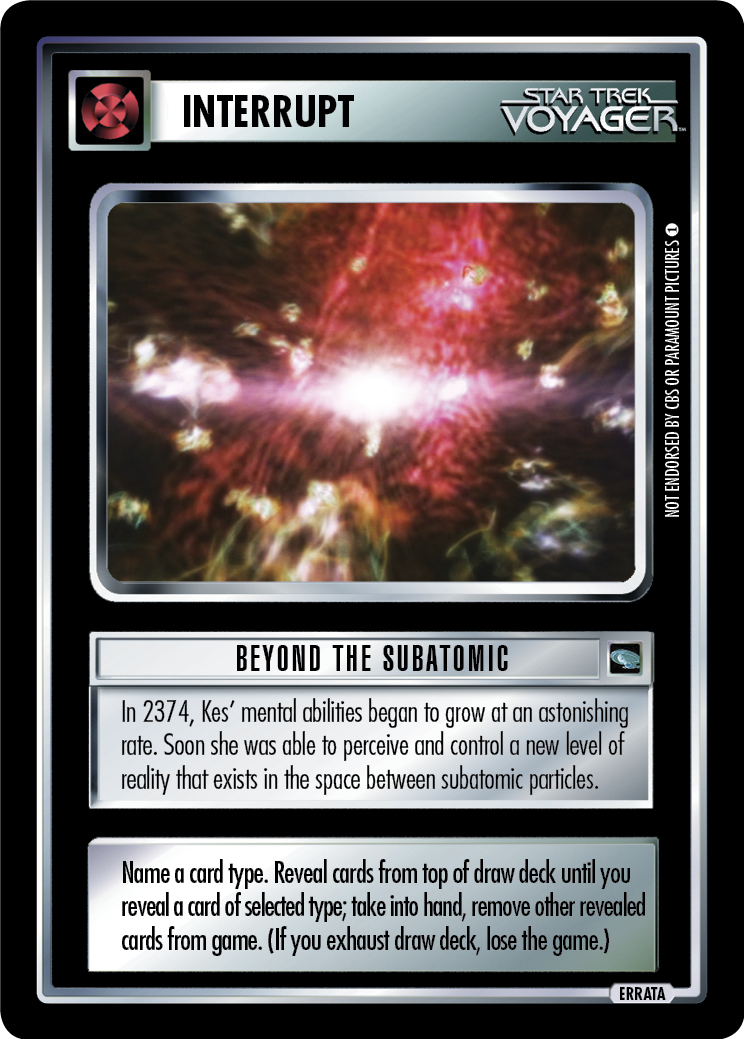 INTERRUPT
STAR TREK
VOYAGER™
NOT ENDORSED BY CBS OR PARAMOUNT PICTURES 1
BEYOND THE SUBATOMIC
In 2374, Kes’ mental abilities began to grow at an astonishing
rate. Soon she was able to perceive and control a new level of
reality that exists in the space between subatomic particles.
Name a card type. Reveal cards from top of draw deck until you
reveal a card of selected type; take into hand, remove other revealed
cards from game. (If you exhaust draw deck, lose the game.)
ERRATA